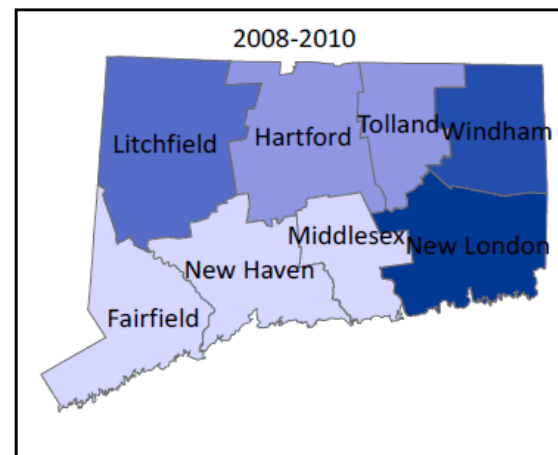 2008-2010
Litchfield
Hartford
Tolland
Windham
Middlesex
New London
New Haven
Fairfield